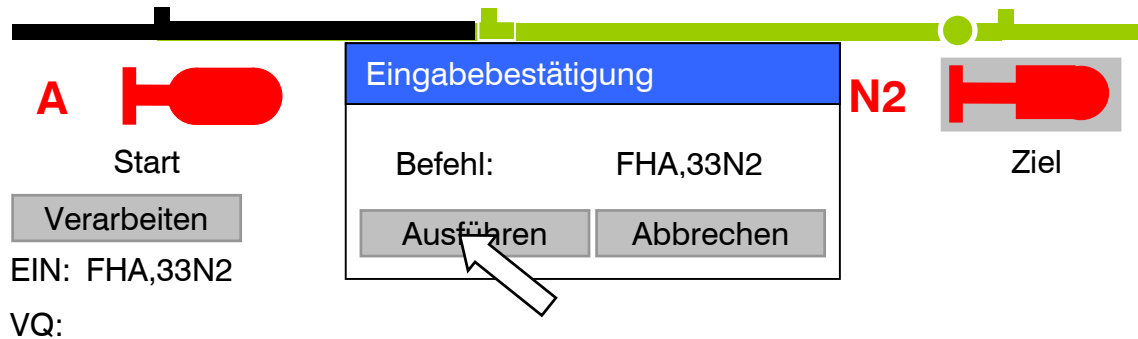 Eingabebestätigung
A
N2
Start
Befehl: FHA,33N2
Ziel
Verarbeiten
Ausführen Abbrechen
EIN: FHA,33N2
VQ: